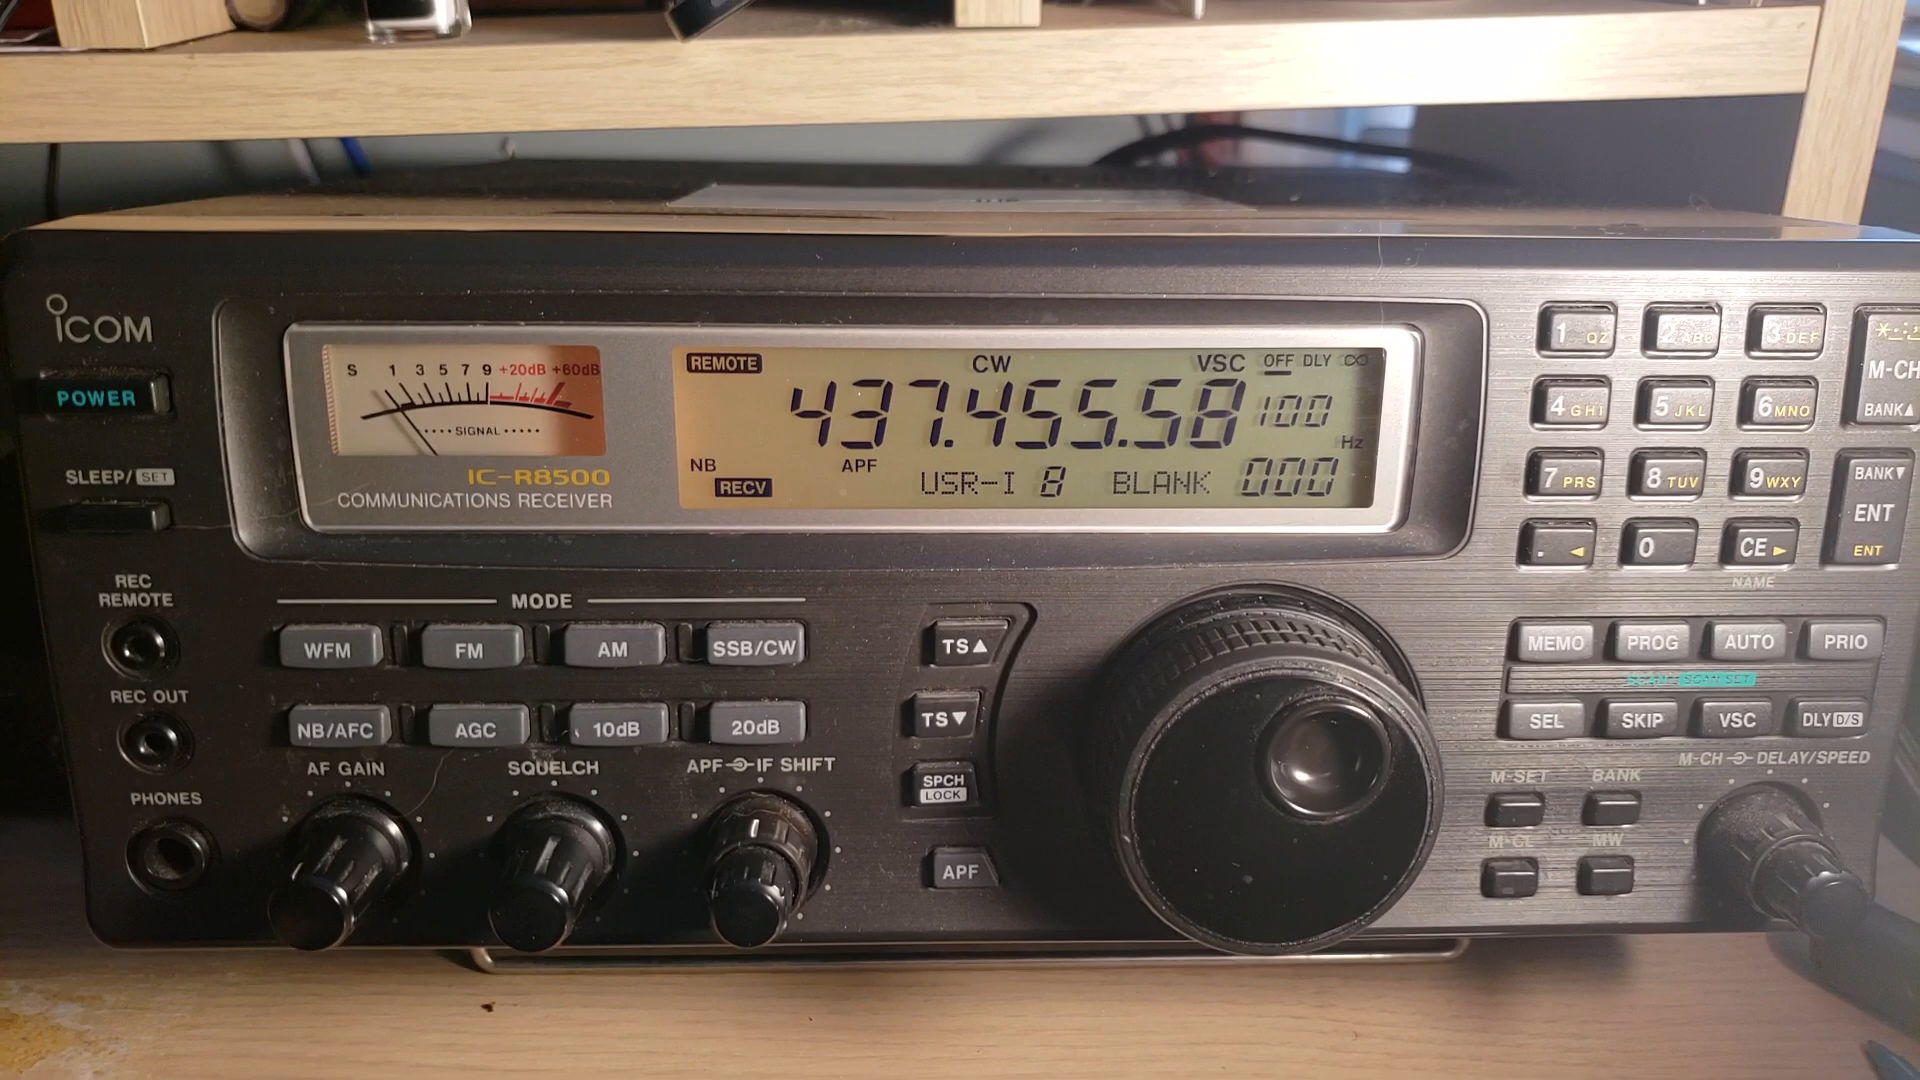 ICOM
POWER
SLEEP/SET
REC REMOTE
REC OUT
PHONES
S 1 3 5 7 9 +20dB +60dB
SIGNAL
IC-R8500
COMMUNICATIONS RECEIVER
REMOTE CW VSC OFF DLY ∞
437.455.58 100 Hz
NB APF
RECV USR-I 8 BLANK 000
MODE
WFM FM AM SSB/CW
NB/AFC AGC 10dB 20dB
AF GAIN SQUELCH APF IF SHIFT
TS▲
TS▼
SPCH
LOCK
APF
1 QZ 2 ABC 3 DEF
4 GHI 5 JKL 6 MNO
7 PRS 8 TUV 9 WXY
. ◄ 0 CE ►
NAME
M-CH
BANK▲
BANK▼
ENT
ENT
MEMO PROG AUTO PRIO
SCAN
SEL SKIP VSC DLY D/S
M-SET BANK M-CH DELAY/SPEED
M-CL MW